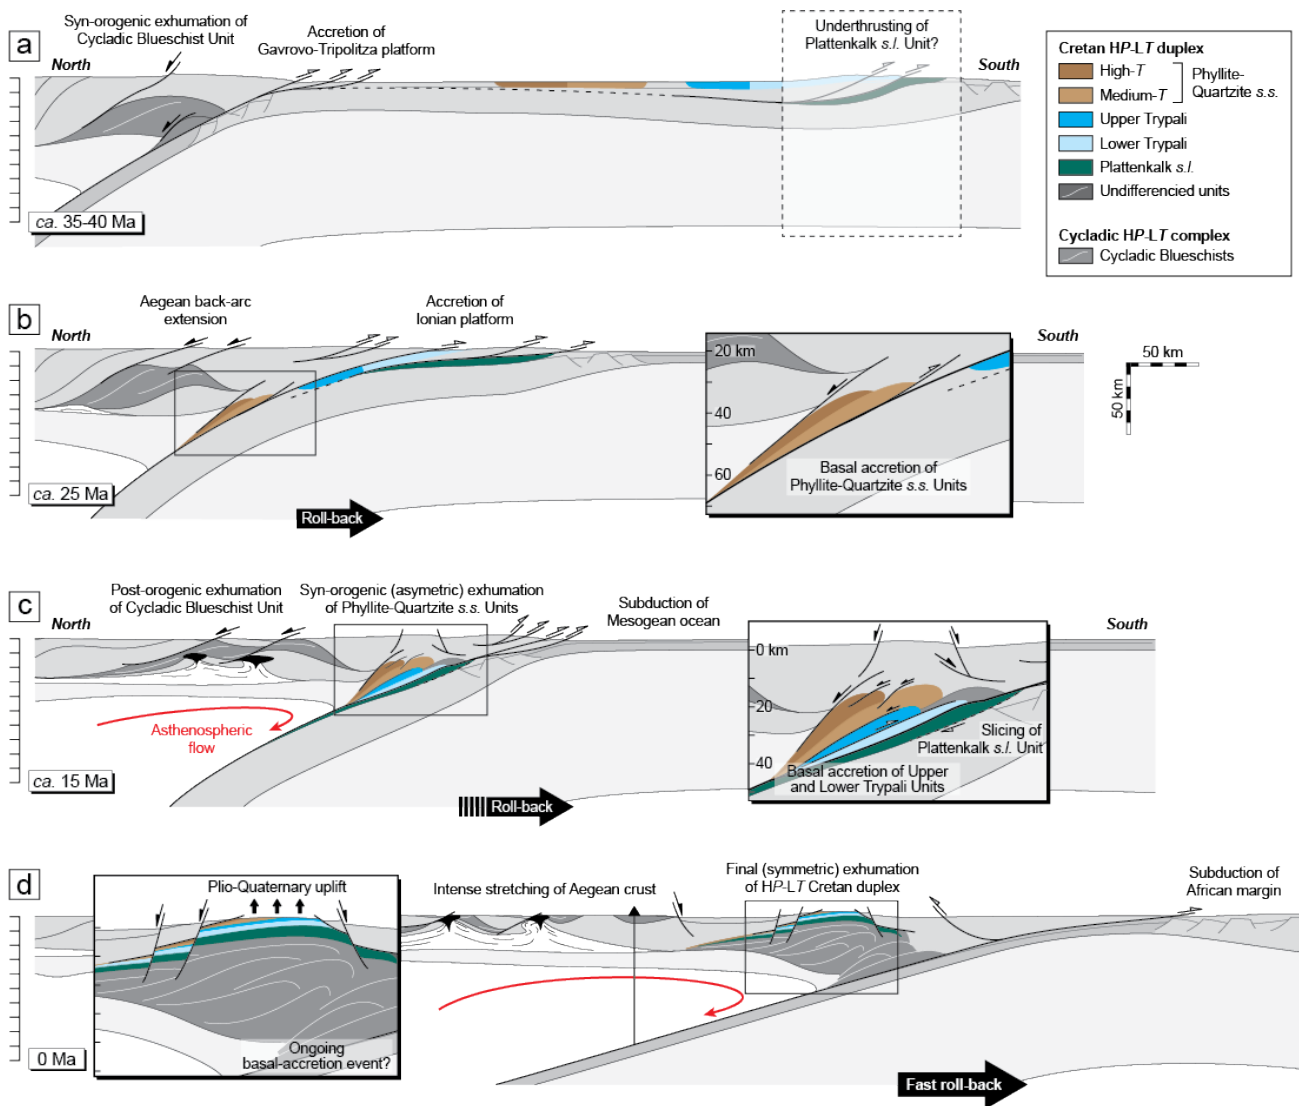 a
Syn-orogenic exhumation of
Cycladic Blueschist Unit
Accretion of
Gavrovo-Tripolitza platform
Underthrusting of
Plattenkalk s.l. Unit?
North
South
ca. 35-40 Ma
Cretan HP-LT duplex
High-T
Medium-T
Phyllite-
Quartzite s.s.
Upper Trypali
Lower Trypali
Plattenkalk s.l.
Undifferencied units
Cycladic HP-LT complex
Cycladic Blueschists
b
Aegean back-arc
extension
Accretion of
Ionian platform
North
South
20 km
40
60
Basal accretion of
Phyllite-Quartzite s.s. Units
50 km
50 km
ca. 25 Ma
Roll-back
c
Post-orogenic exhumation
of Cycladic Blueschist Unit
Syn-orogenic (asymetric) exhumation
of Phyllite-Quartzite s.s. Units
Subduction of
Mesogean ocean
North
South
0 km
20
40
Slicing of
Plattenkalk s.l. Unit
Basal accretion of Upper
and Lower Trypali Units
Asthenospheric
flow
ca. 15 Ma
Roll-back
d
Plio-Quaternary uplift
Intense stretching of Aegean crust
Final (symmetric) exhumation
of HP-LT Cretan duplex
Subduction of
African margin
Ongoing
basal-accretion event?
0 Ma
Fast roll-back